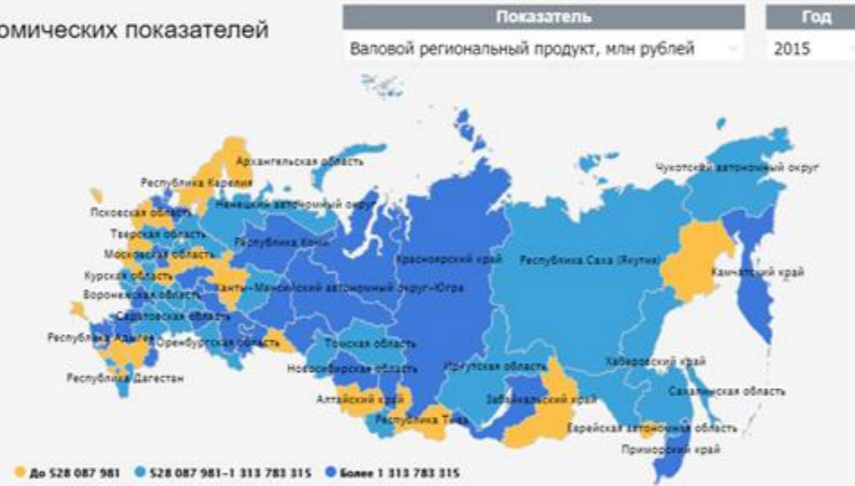 омических показателей
Показатель
Год
Валовой региональный продукт, млн рублей
2015
Архангельская область
Чукотский автономный округ
Республика Карелия
Ненецкий автономный округ
Псковская область
Тверская область
Республика Коми
Московская область
Красноярский край
Республика Саха (Якутия)
Камчатский край
Курская область
Ханты-Мансийский автономный округ-Югра
Воронежская область
Саратовская область
Республика Адыгея
Оренбургская область
Томская область
Хабаровский край
Новосибирская область
Иркутская область
Республика Дагестан
Сахалинская область
Алтайский край
Забайкальский край
Республика Тыва
Еврейская автономная область
Приморский край
До 528 087 981
528 087 981-1 313 783 315
Более 1 313 783 315